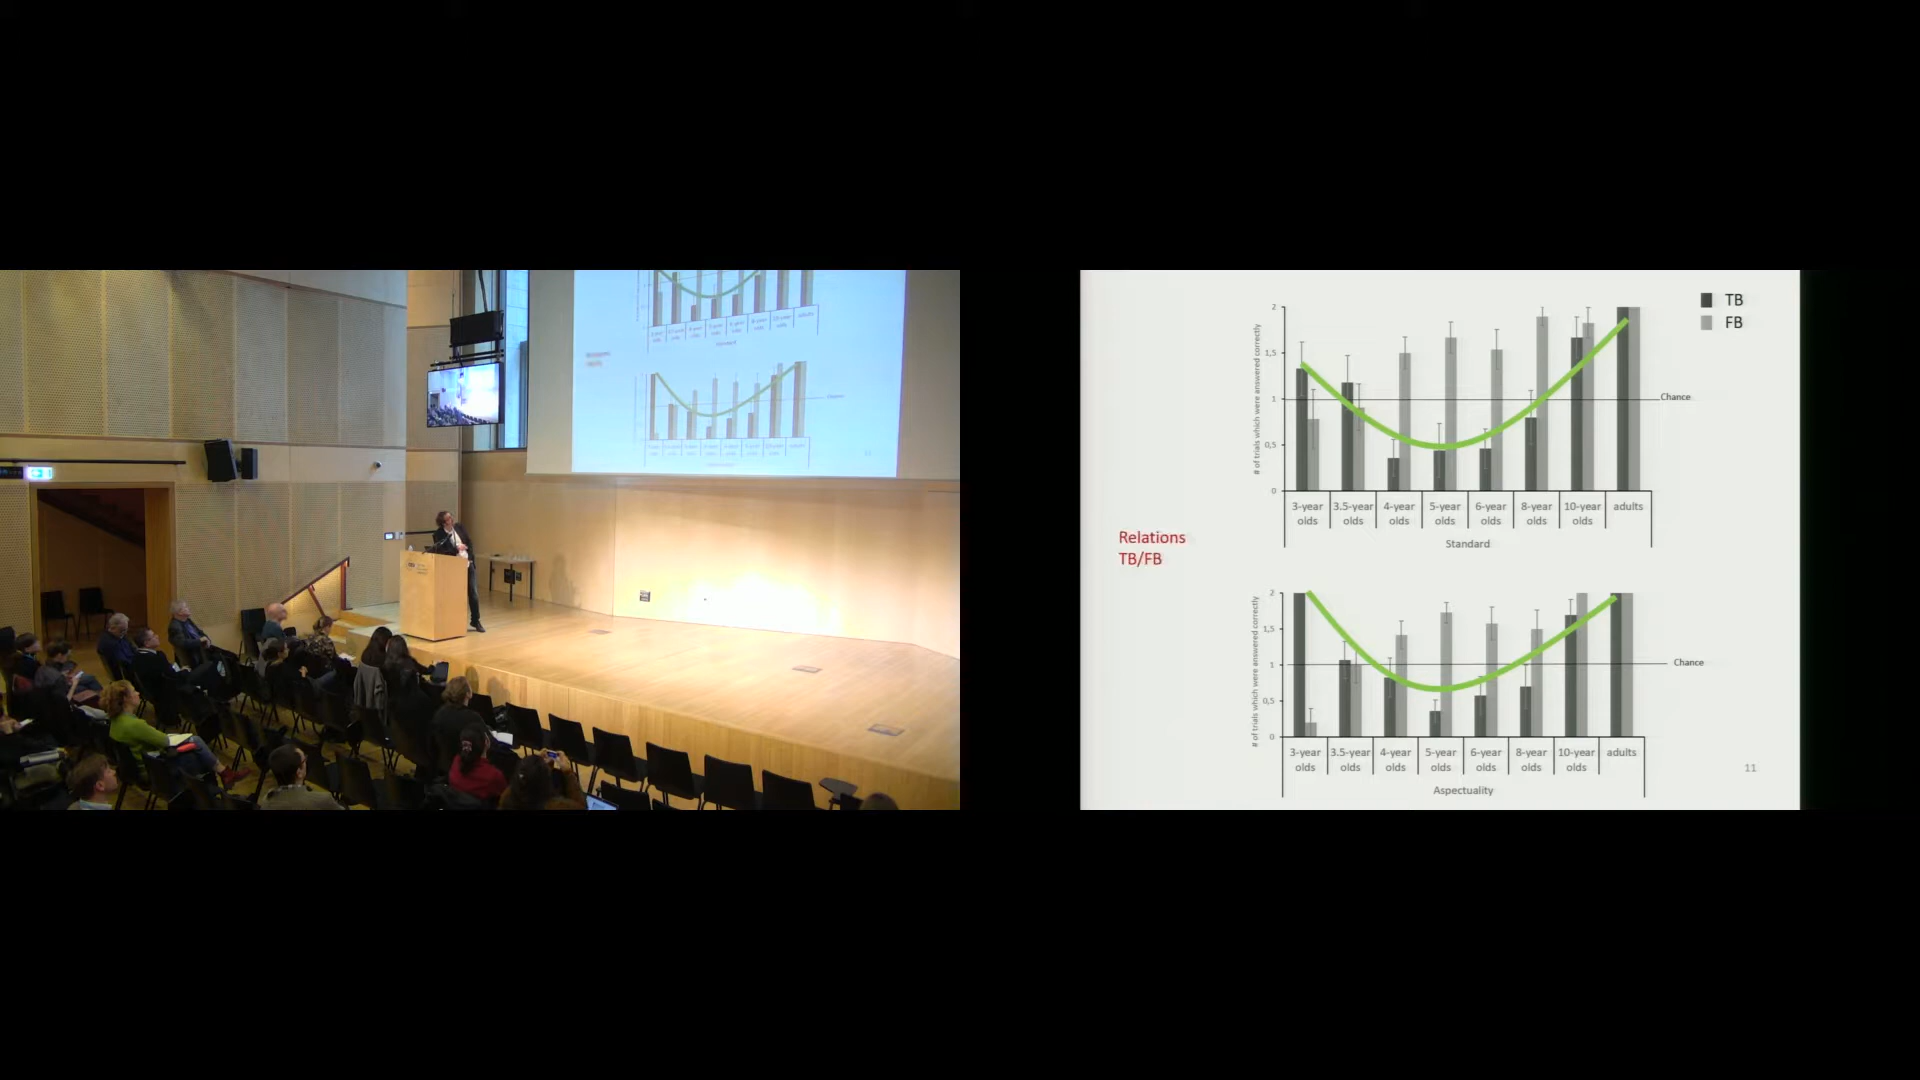 TB
FB
# of trials which were answered correctly
2
1,5
1
0,5
0
Chance
3-year olds
3.5-year olds
4-year olds
5-year olds
6-year olds
8-year olds
10-year olds
adults
Standard
Relations
TB/FB
# of trials which were answered correctly
2
1,5
1
0,5
0
Chance
3-year olds
3.5-year olds
4-year olds
5-year olds
6-year olds
8-year olds
10-year olds
adults
Aspectuality
11